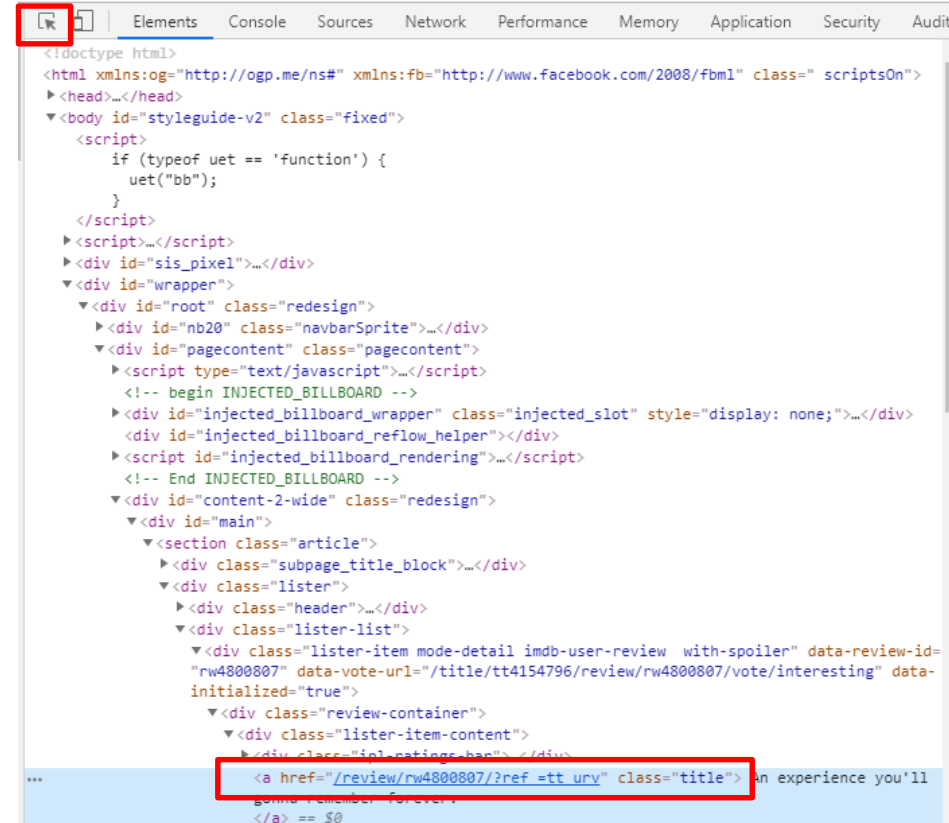 Elements Console Sources Network Performance Memory Application Security Audit
<!doctype html>
<html xmlns:og="http://ogp.me/ns#" xmlns:fb="http://www.facebook.com/2008/fbml" class=" scriptsOn">
▶<head>…</head>
▼<body id="styleguide-v2" class="fixed">
<script>
if (typeof uet == 'function') {
uet("bb");
}
</script>
▶<script>…</script>
▶<div id="sis_pixel">…</div>
▼<div id="wrapper">
▼<div id="root" class="redesign">
▶<div id="nb20" class="navbarSprite">…</div>
▼<div id="pagecontent" class="pagecontent">
▶<script type="text/javascript">…</script>
<!-- begin INJECTED_BILLBOARD -->
▶<div id="injected_billboard_wrapper" class="injected_slot" style="display: none;">…</div>
<div id="injected_billboard_reflow_helper"></div>
▶<script id="injected_billboard_rendering">…</script>
<!-- End INJECTED_BILLBOARD -->
▼<div id="content-2-wide" class="redesign">
▼<div id="main">
▼<section class="article">
▶<div class="subpage_title_block">…</div>
▼<div class="lister">
▶<div class="header">…</div>
▼<div class="lister-list">
▼<div class="lister-item mode-detail imdb-user-review  with-spoiler" data-review-id=
"rw4800807" data-vote-url="/title/tt4154796/review/rw4800807/vote/interesting" data-
initialized="true">
▼<div class="review-container">
▼<div class="lister-item-content">
▶<div class="ipl-ratings-bar">…</div>
... <a href="/review/rw4800807/?ref_=tt_urv" class="title"> An experience you'll
gonna remember forever.
</a> == $0